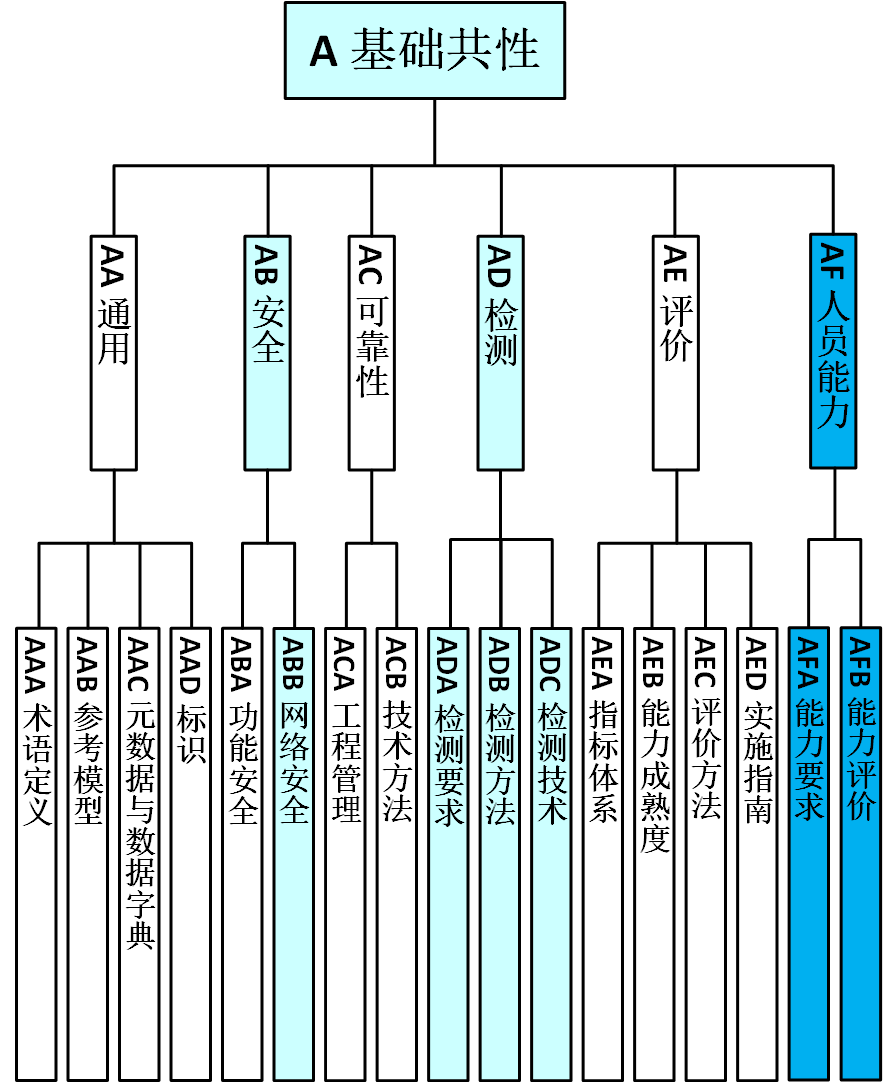 A 基础共性
AA 通用
AB 安全
AC 可靠性
AD 检测
AE 评价
AF 人员能力
AAA 术语定义
AAB 参考模型
AAC 元数据与数据字典
AAD 标识
ABA 功能安全
ABB 网络安全
ACA 工程管理
ACB 技术方法
ADA 检测要求
ADB 检测方法
ADC 检测技术
AEA 指标体系
AEB 能力成熟度
AEC 评价方法
AED 实施指南
AFA 能力要求
AFB 能力评价